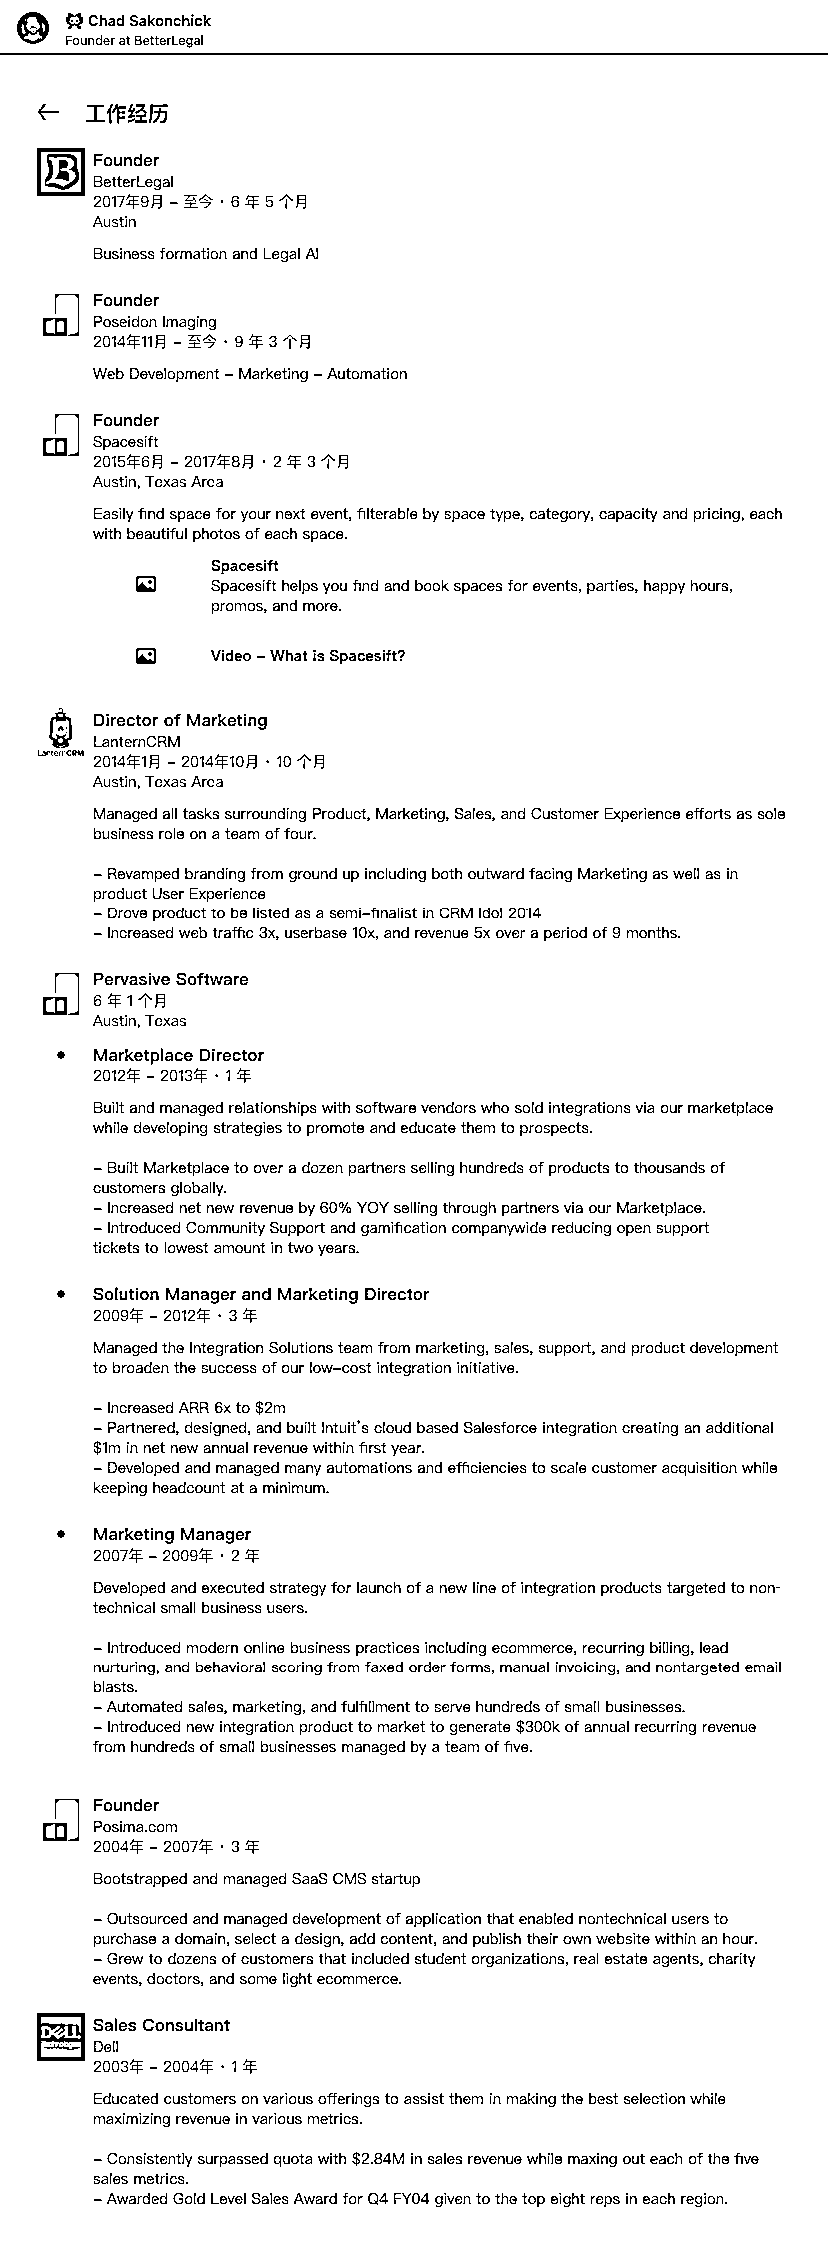 Chad Sakonchick
Founder at BetterLegal
工作经历
Founder
BetterLegal
2017年9月 – 至今 · 6 年 5 个月
Austin
Business formation and Legal AI
Founder
Poseidon Imaging
2014年11月 – 至今 · 9 年 3 个月
Web Development – Marketing – Automation
Founder
Spacesift
2015年6月 – 2017年8月 · 2 年 3 个月
Austin, Texas Area
Easily find space for your next event, filterable by space type, category, capacity and pricing, each
with beautiful photos of each space.
Spacesift
Spacesift helps you find and book spaces for events, parties, happy hours,
promos, and more.
Video – What is Spacesift?
Director of Marketing
LanternCRM
LanternCRM
2014年1月 – 2014年10月 · 10 个月
Austin, Texas Area
Managed all tasks surrounding Product, Marketing, Sales, and Customer Experience efforts as sole
business role on a team of four.
– Revamped branding from ground up including both outward facing Marketing as well as in
product User Experience
– Drove product to be listed as a semi-finalist in CRM Idol 2014
– Increased web traffic 3x, userbase 10x, and revenue 5x over a period of 9 months.
Pervasive Software
6 年 1 个月
Austin, Texas
Marketplace Director
2012年 – 2013年 · 1 年
Built and managed relationships with software vendors who sold integrations via our marketplace
while developing strategies to promote and educate them to prospects.
– Built Marketplace to over a dozen partners selling hundreds of products to thousands of
customers globally.
– Increased net new revenue by 60% YOY selling through partners via our Marketplace.
– Introduced Community Support and gamification companywide reducing open support
tickets to lowest amount in two years.
Solution Manager and Marketing Director
2009年 – 2012年 · 3 年
Managed the Integration Solutions team from marketing, sales, support, and product development
to broaden the success of our low-cost integration initiative.
– Increased ARR 6x to $2m
– Partnered, designed, and built Intuit's cloud based Salesforce integration creating an additional
$1m in net new annual revenue within first year.
– Developed and managed many automations and efficiencies to scale customer acquisition while
keeping headcount at a minimum.
Marketing Manager
2007年 – 2009年 · 2 年
Developed and executed strategy for launch of a new line of integration products targeted to non-
technical small business users.
– Introduced modern online business practices including ecommerce, recurring billing, lead
nurturing, and behavioral scoring from faxed order forms, manual invoicing, and nontargeted email
blasts.
– Automated sales, marketing, and fulfillment to serve hundreds of small businesses.
– Introduced new integration product to market to generate $300k of annual recurring revenue
from hundreds of small businesses managed by a team of five.
Founder
Posima.com
2004年 – 2007年 · 3 年
Bootstrapped and managed SaaS CMS startup
– Outsourced and managed development of application that enabled nontechnical users to
purchase a domain, select a design, add content, and publish their own website within an hour.
– Grew to dozens of customers that included student organizations, real estate agents, charity
events, doctors, and some light ecommerce.
DELL
Sales Consultant
Dell
2003年 – 2004年 · 1 年
Educated customers on various offerings to assist them in making the best selection while
maximizing revenue in various metrics.
– Consistently surpassed quota with $2.84M in sales revenue while maxing out each of the five
sales metrics.
– Awarded Gold Level Sales Award for Q4 FY04 given to the top eight reps in each region.